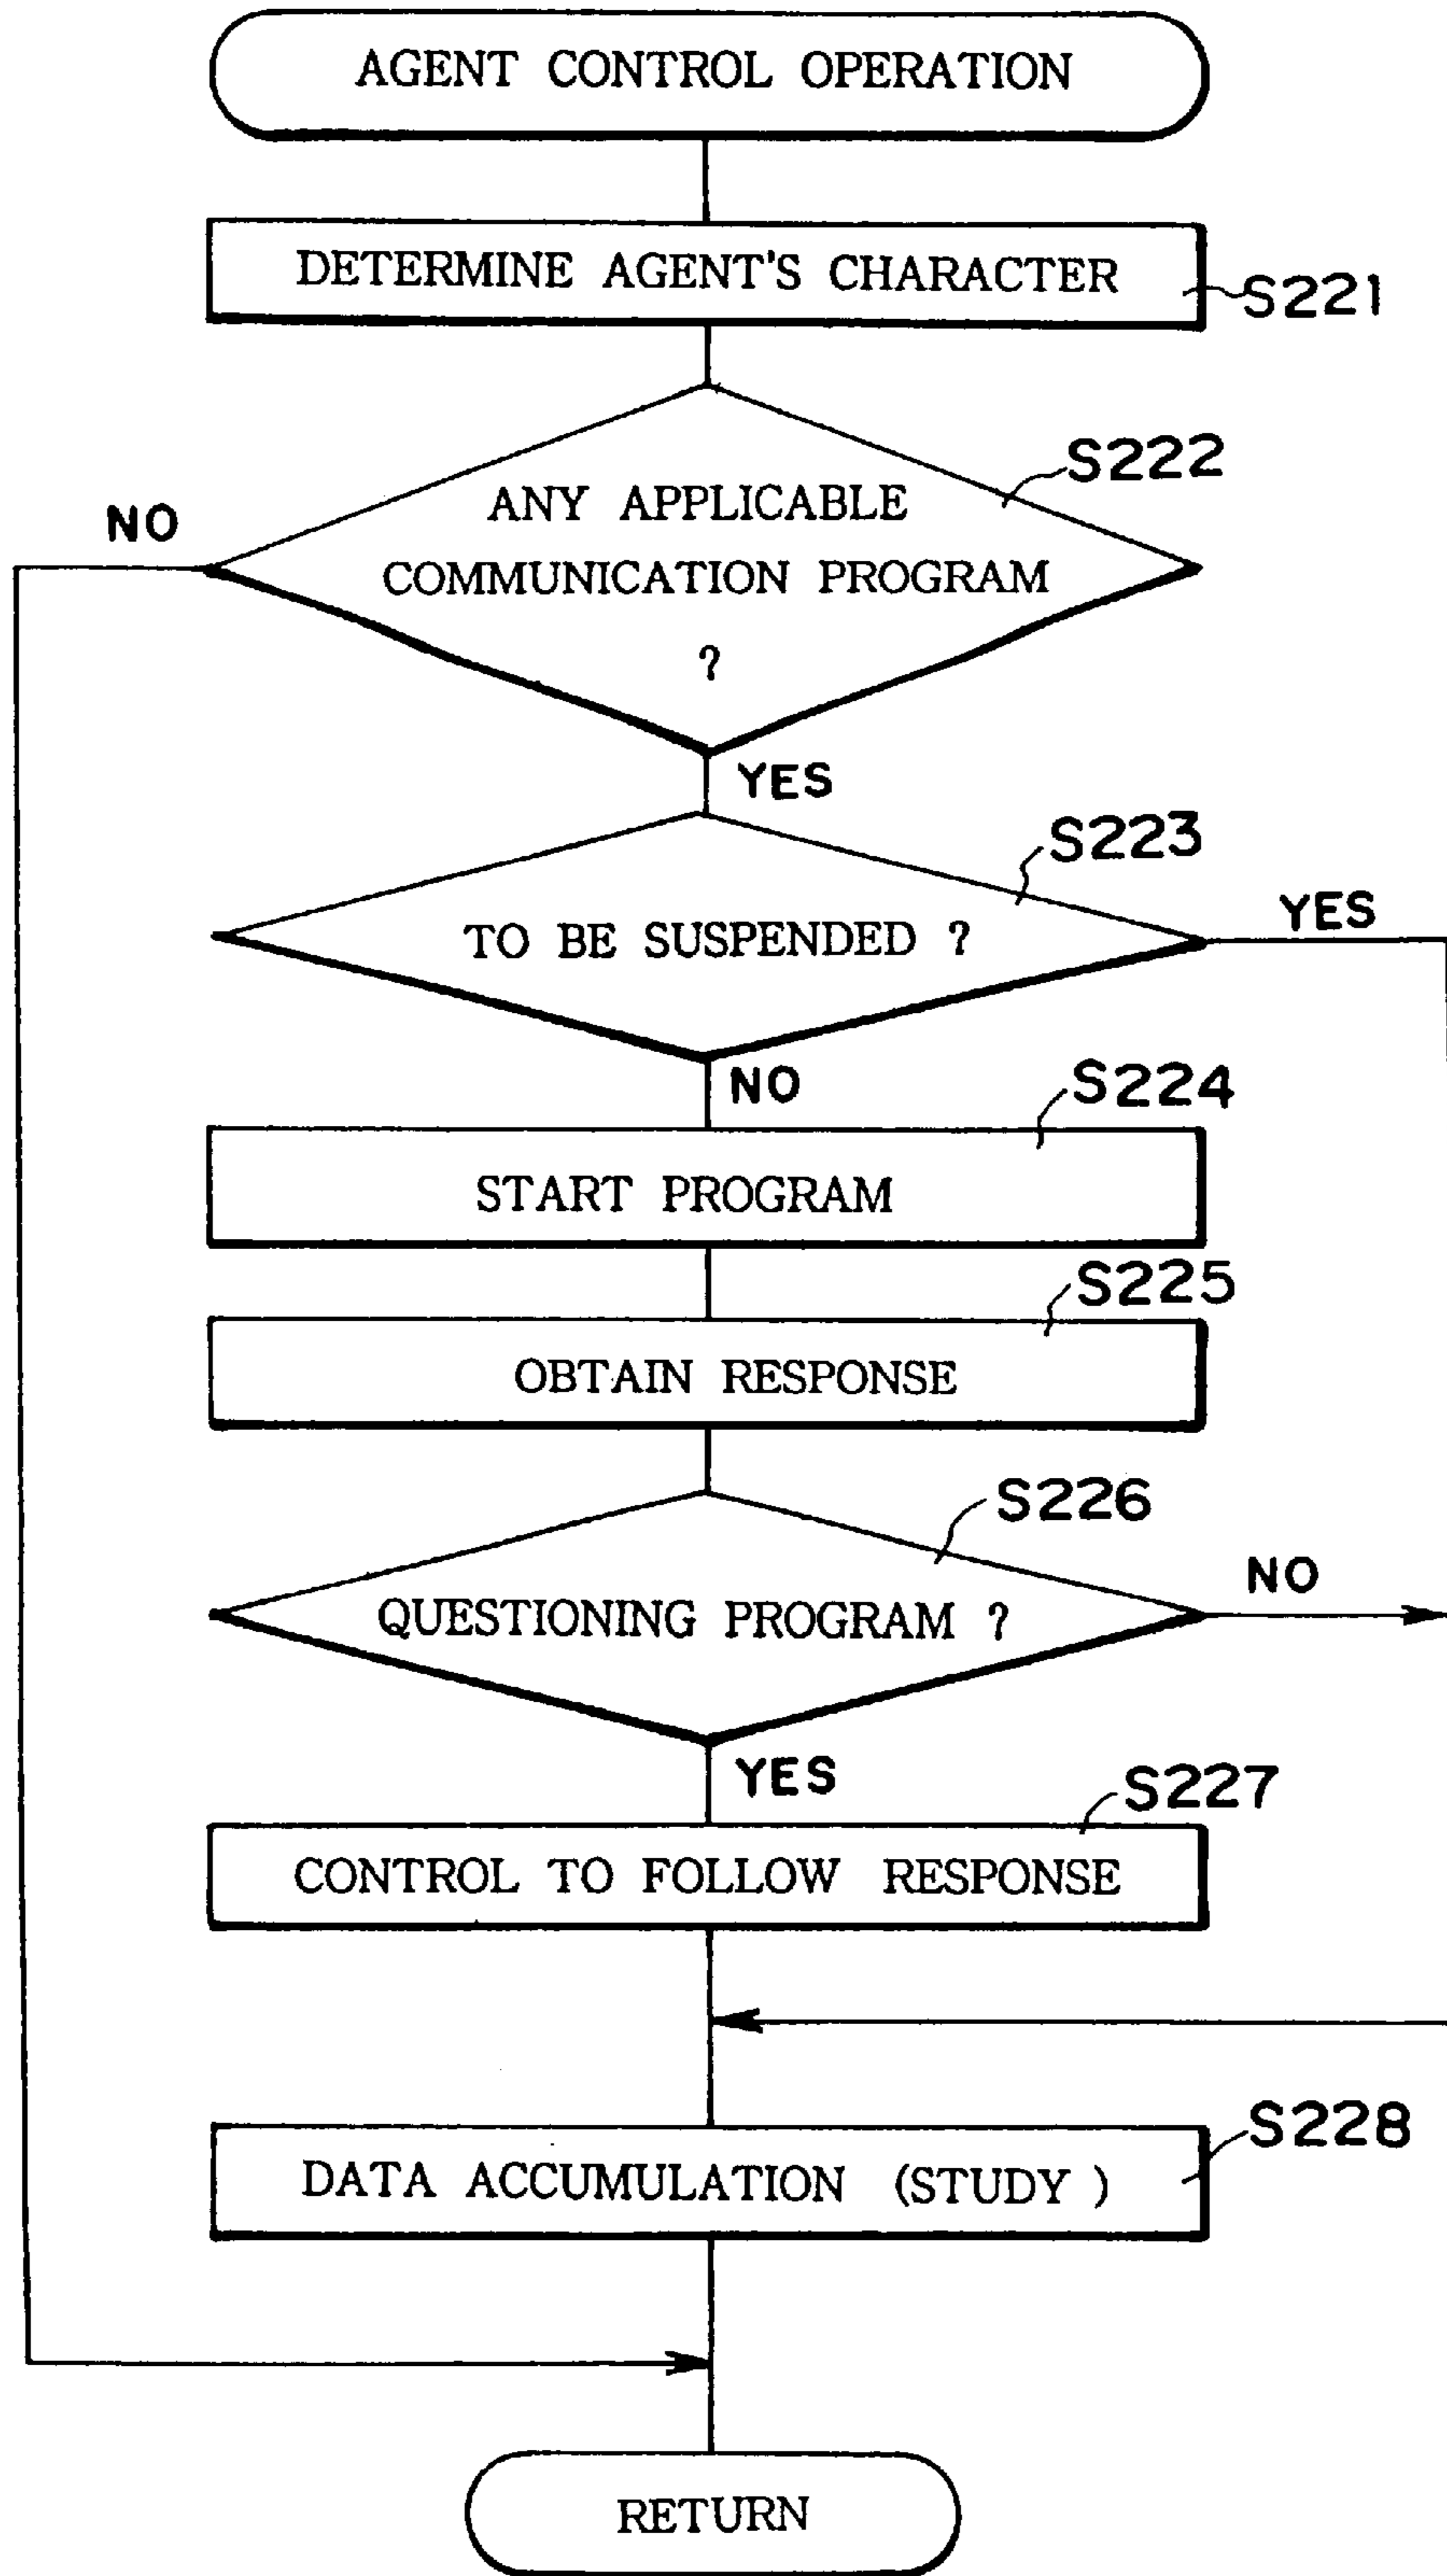 AGENT CONTROL OPERATION
DETERMINE AGENT'S CHARACTER
S221
S222
NO
ANY APPLICABLE
COMMUNICATION PROGRAM
?
YES
S223
YES
TO BE SUSPENDED ?
NO
S224
START PROGRAM
S225
OBTAIN RESPONSE
S226
NO
QUESTIONING PROGRAM ?
YES
S227
CONTROL TO FOLLOW RESPONSE
S228
DATA ACCUMULATION (STUDY )
RETURN